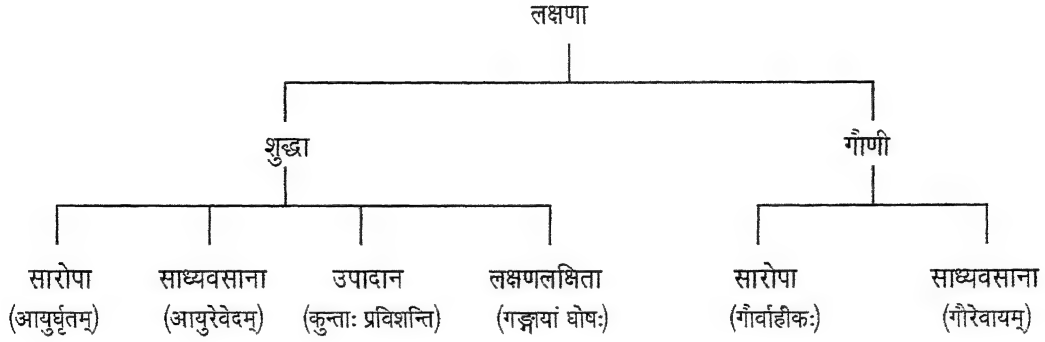 लक्षणा
शुद्धा गौणी
सारोपा साध्यवसाना उपादान लक्षणलक्षिता सारोपा साध्यवसाना
(आयुर्घृतम्) (आयुरेवेदम्) (कुन्ताः प्रविशन्ति) (गङ्गायां घोषः) (गौर्वाहीकः) (गौरेवायम्)